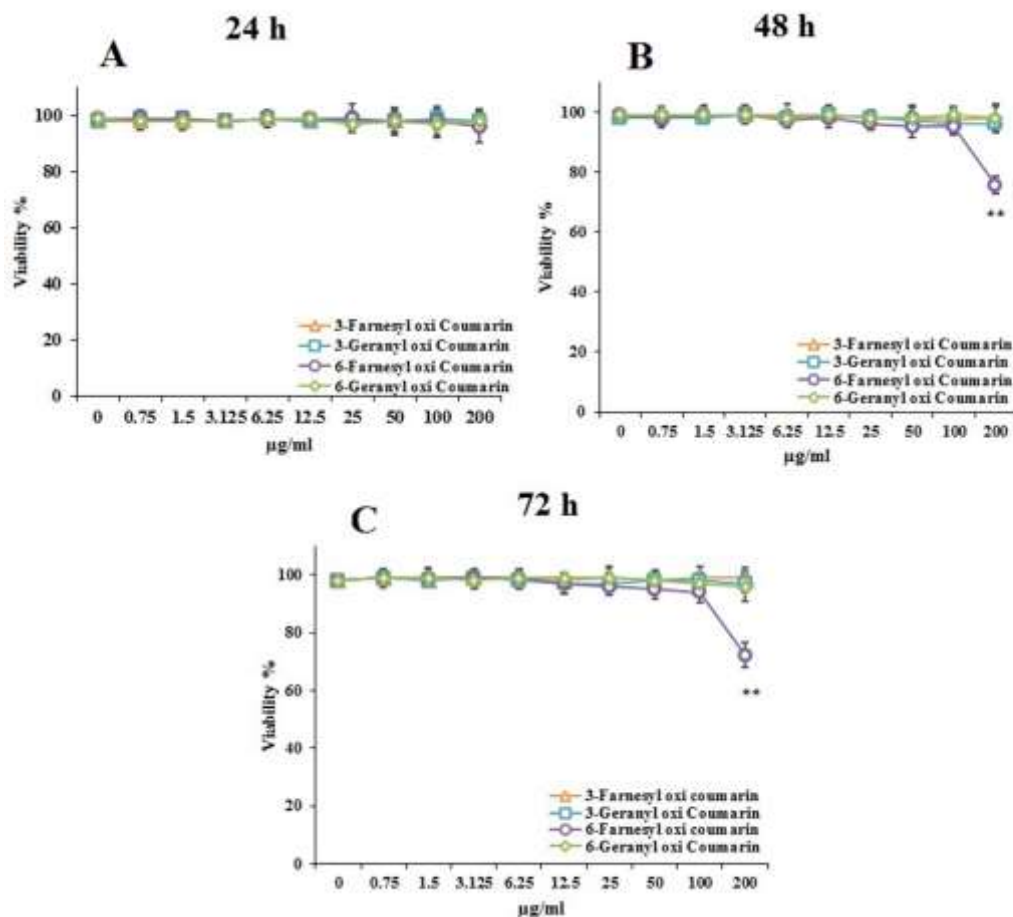 24 h
A
100
80
60
40
20
0
Viability %
3-Farnesyl oxi Coumarin
3-Geranyl oxi Coumarin
6-Farnesyl oxi Coumarin
6-Geranyl oxi Coumarin
0 0.75 1.5 3.125 6.25 12.5 25 50 100 200
µg/ml
48 h
B
100
80
60
40
20
0
Viability %
**
3-Farnesyl oxi Coumarin
3-Geranyl oxi Coumarin
6-Farnesyl oxi Coumarin
6-Geranyl oxi Coumarin
0 0.75 1.5 3.125 6.25 12.5 25 50 100 200
µg/ml
72 h
C
100
80
60
40
20
0
Viability %
**
3-Farnesyl oxi coumarin
3-Geranyl oxi Coumarin
6-Farnesyl oxi coumarin
6-Geranyl oxi Coumarin
0 0.75 1.5 3.125 6.25 12.5 25 50 100 200
µg/ml